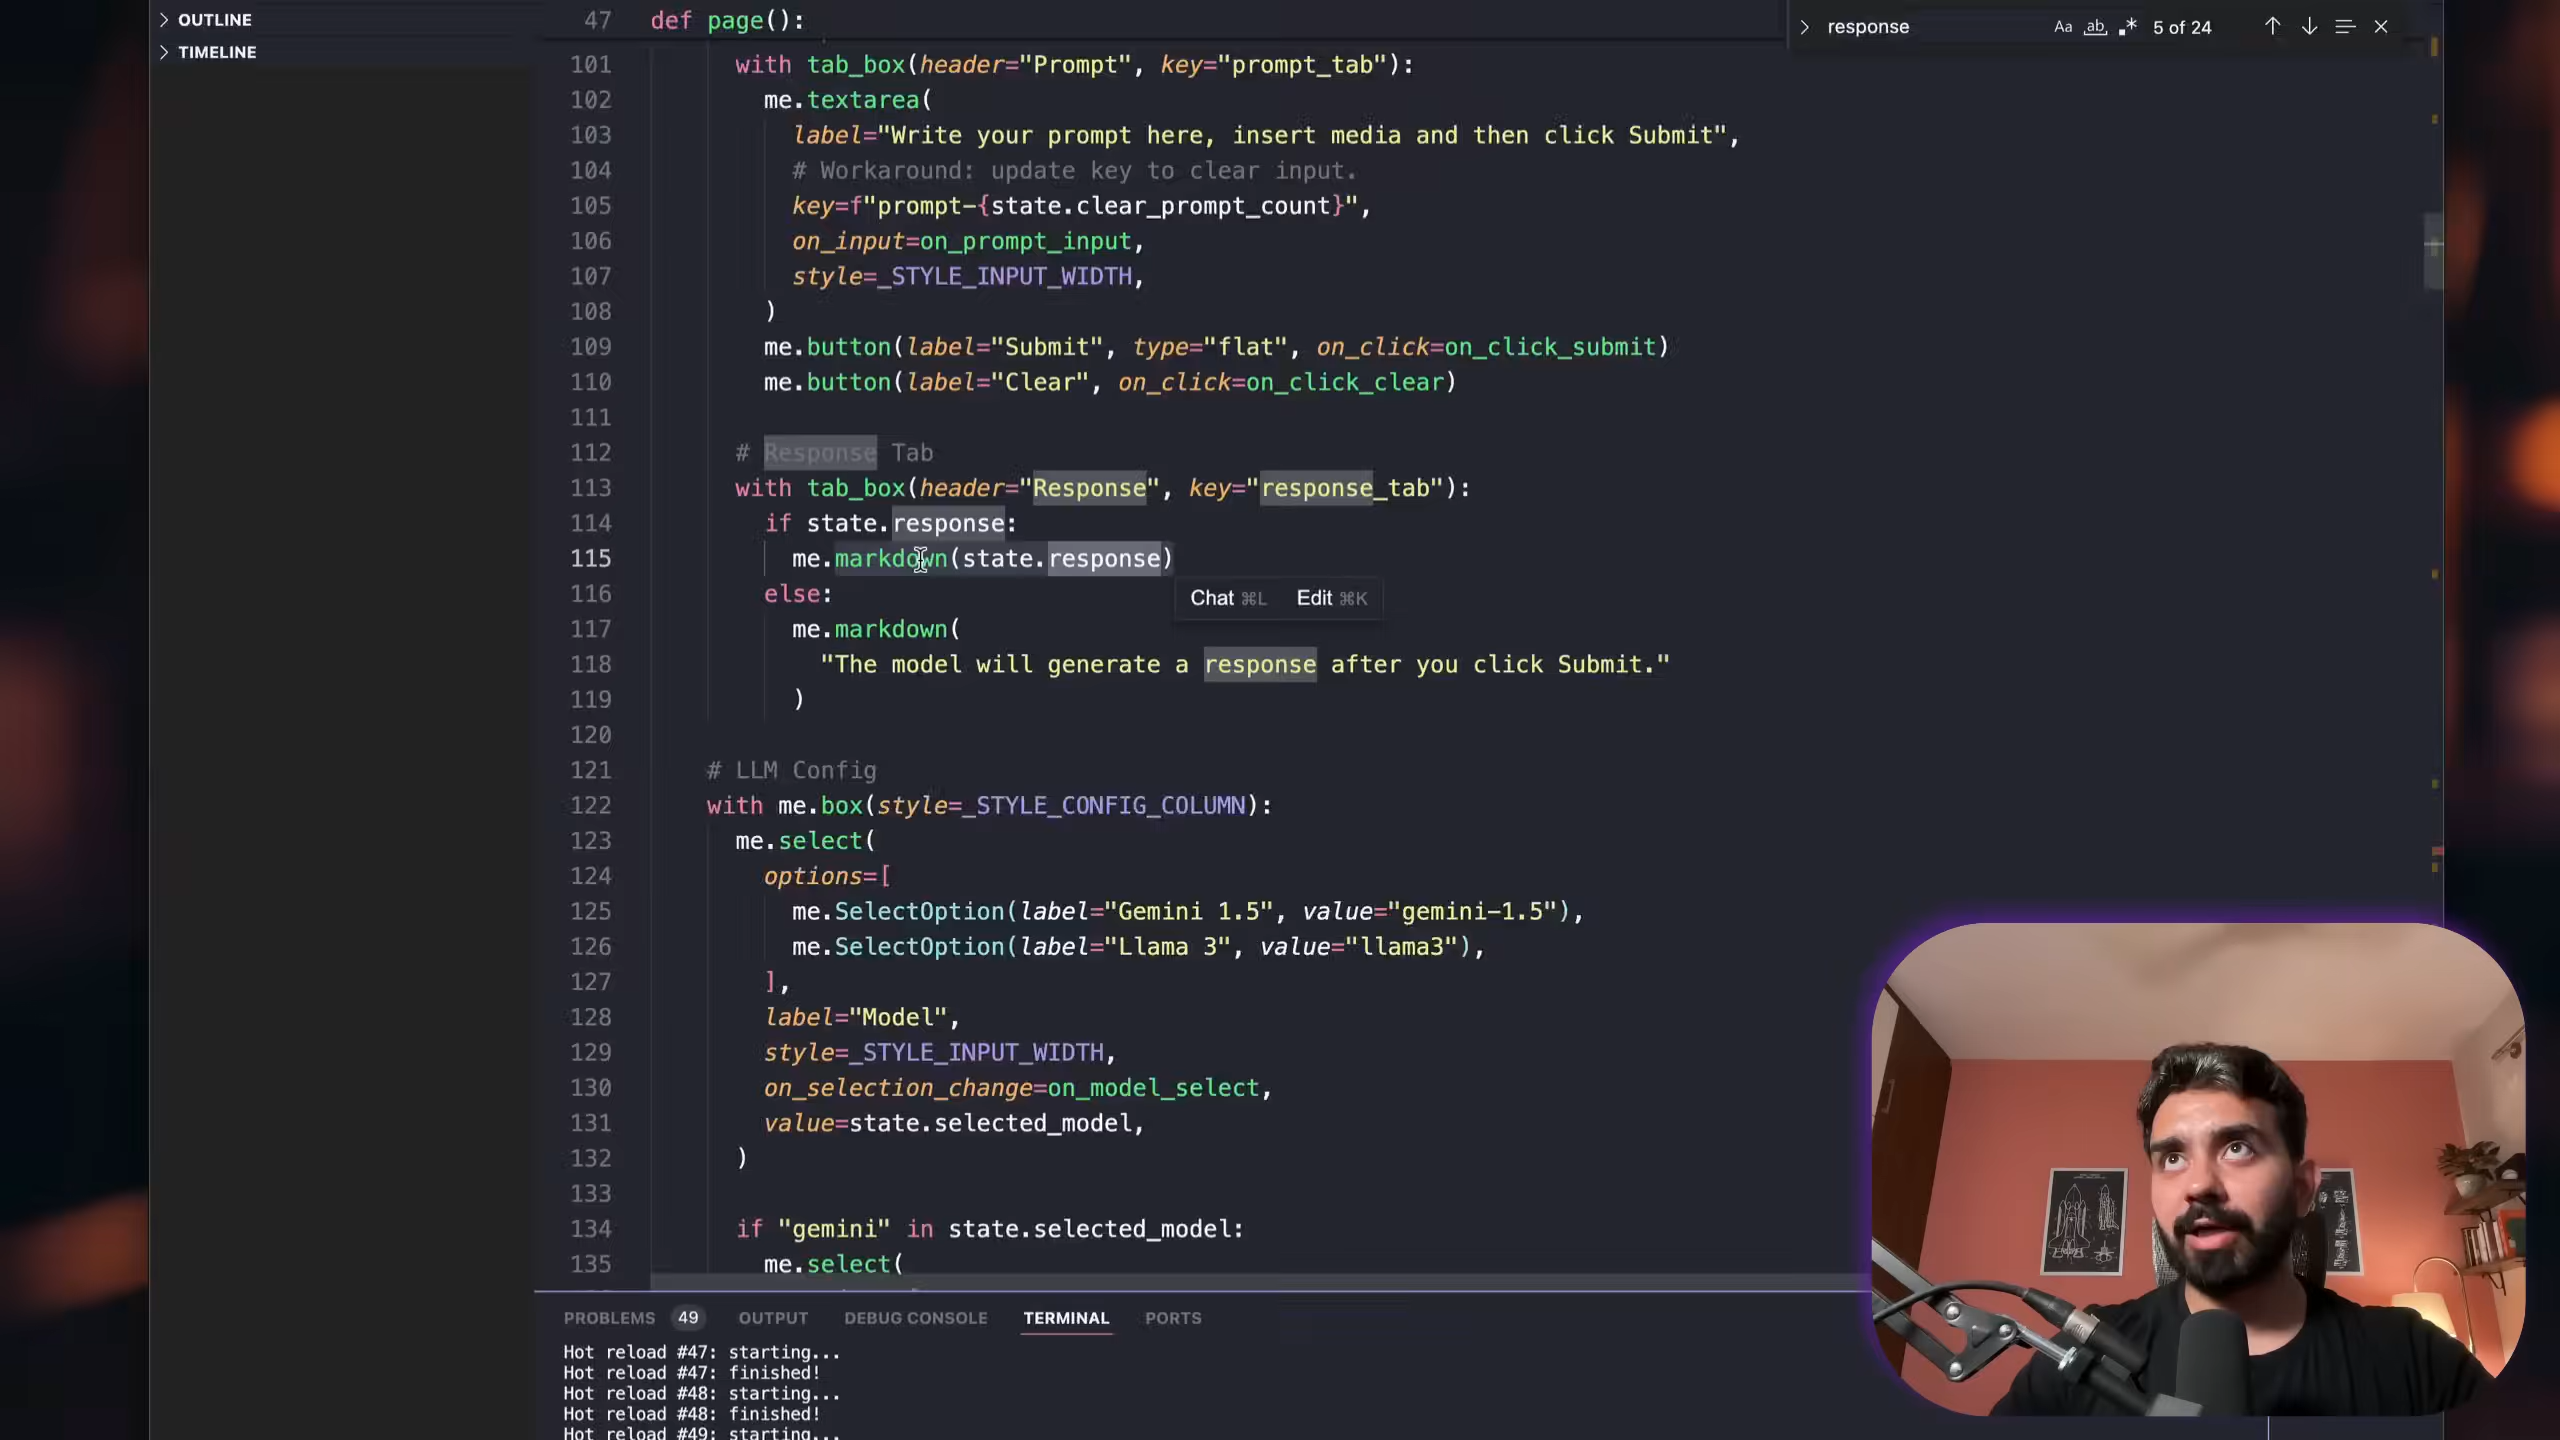 OUTLINE
TIMELINE
response Aa ab .* 5 of 24
47 def page():
101 with tab_box(header="Prompt", key="prompt_tab"):
102 me.textarea(
103 label="Write your prompt here, insert media and then click Submit",
104 # Workaround: update key to clear input.
105 key=f"prompt-{state.clear_prompt_count}",
106 on_input=on_prompt_input,
107 style=_STYLE_INPUT_WIDTH,
108 )
109 me.button(label="Submit", type="flat", on_click=on_click_submit)
110 me.button(label="Clear", on_click=on_click_clear)
111
112 # Response Tab
113 with tab_box(header="Response", key="response_tab"):
114 if state.response:
115 me.markdown(state.response)
116 else:
Chat ⌘L Edit ⌘K
117 me.markdown(
118 "The model will generate a response after you click Submit."
119 )
120
121 # LLM Config
122 with me.box(style=_STYLE_CONFIG_COLUMN):
123 me.select(
124 options=[
125 me.SelectOption(label="Gemini 1.5", value="gemini-1.5"),
126 me.SelectOption(label="Llama 3", value="llama3"),
127 ],
128 label="Model",
129 style=_STYLE_INPUT_WIDTH,
130 on_selection_change=on_model_select,
131 value=state.selected_model,
132 )
133
134 if "gemini" in state.selected_model:
135 me.select(
PROBLEMS 49 OUTPUT DEBUG CONSOLE TERMINAL PORTS
Hot reload #47: starting...
Hot reload #47: finished!
Hot reload #48: starting...
Hot reload #48: finished!
Hot reload #49: starting...